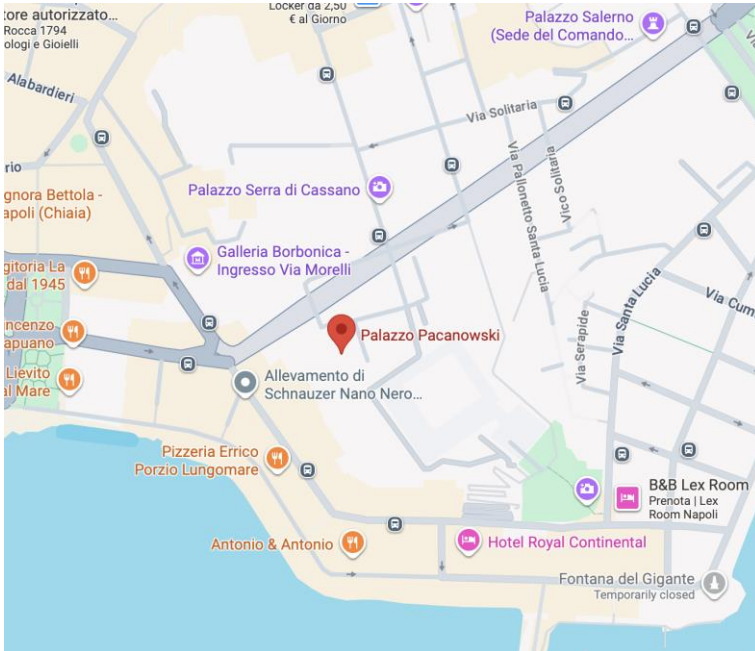 tore autorizzato...
Rocca 1794
ologi e Gioielli
Locker da 2,50
€ al Giorno
Palazzo Salerno
(Sede del Comando...
Alabardieri
Via Solitaria
rio
Via Pallonetto Santa Lucia
Vico Solitaria
Palazzo Serra di Cassano
gnora Bettola -
apoli (Chiaia)
Galleria Borbonica -
Ingresso Via Morelli
gitoria La
dal 1945
Via Santa Lucia
Via Cum
ncenzo
apuano
Palazzo Pacanowski
Via Serapide
Lievito
al Mare
Allevamento di
Schnauzer Nano Nero...
Pizzeria Errico
Porzio Lungomare
B&B Lex Room
Prenota | Lex
Room Napoli
Antonio & Antonio
Hotel Royal Continental
Fontana del Gigante
Temporarily closed